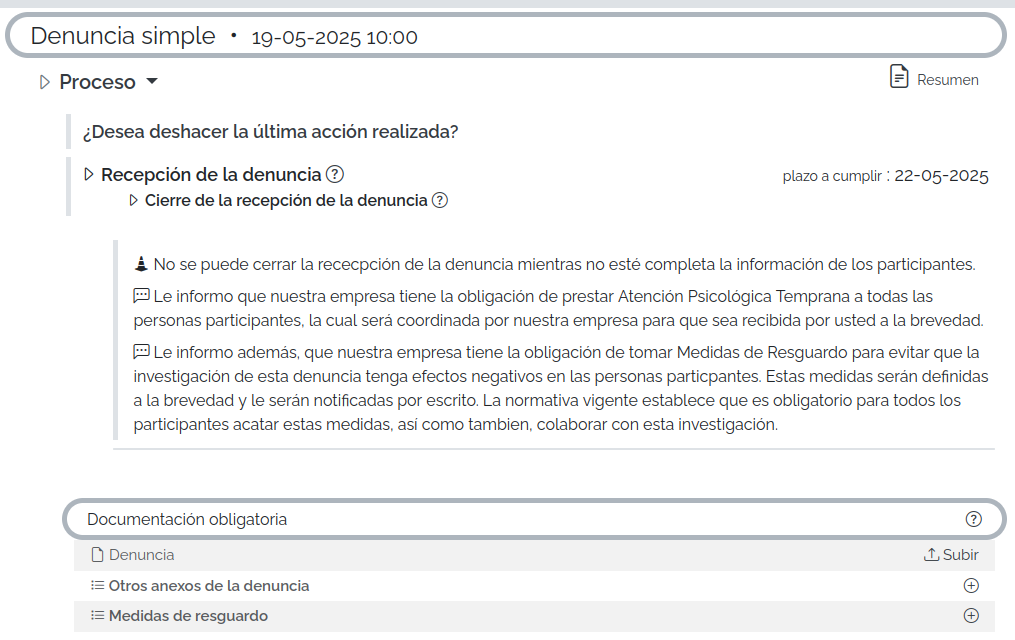 Denuncia simple • 19-05-2025 10:00
Proceso
Resumen
¿Desea deshacer la última acción realizada?
Recepción de la denuncia ?
plazo a cumplir : 22-05-2025
Cierre de la recepción de la denuncia ?
No se puede cerrar la rececpción de la denuncia mientras no esté completa la información de los participantes.
Le informo que nuestra empresa tiene la obligación de prestar Atención Psicológica Temprana a todas las
personas participantes, la cual será coordinada por nuestra empresa para que sea recibida por usted a la brevedad.
Le informo además, que nuestra empresa tiene la obligación de tomar Medidas de Resguardo para evitar que la
investigación de esta denuncia tenga efectos negativos en las personas particpantes. Estas medidas serán definidas
a la brevedad y le serán notificadas por escrito. La normativa vigente establece que es obligatorio para todos los
participantes acatar estas medidas, así como tambien, colaborar con esta investigación.
Documentación obligatoria ?
Denuncia
Subir
Otros anexos de la denuncia
Medidas de resguardo